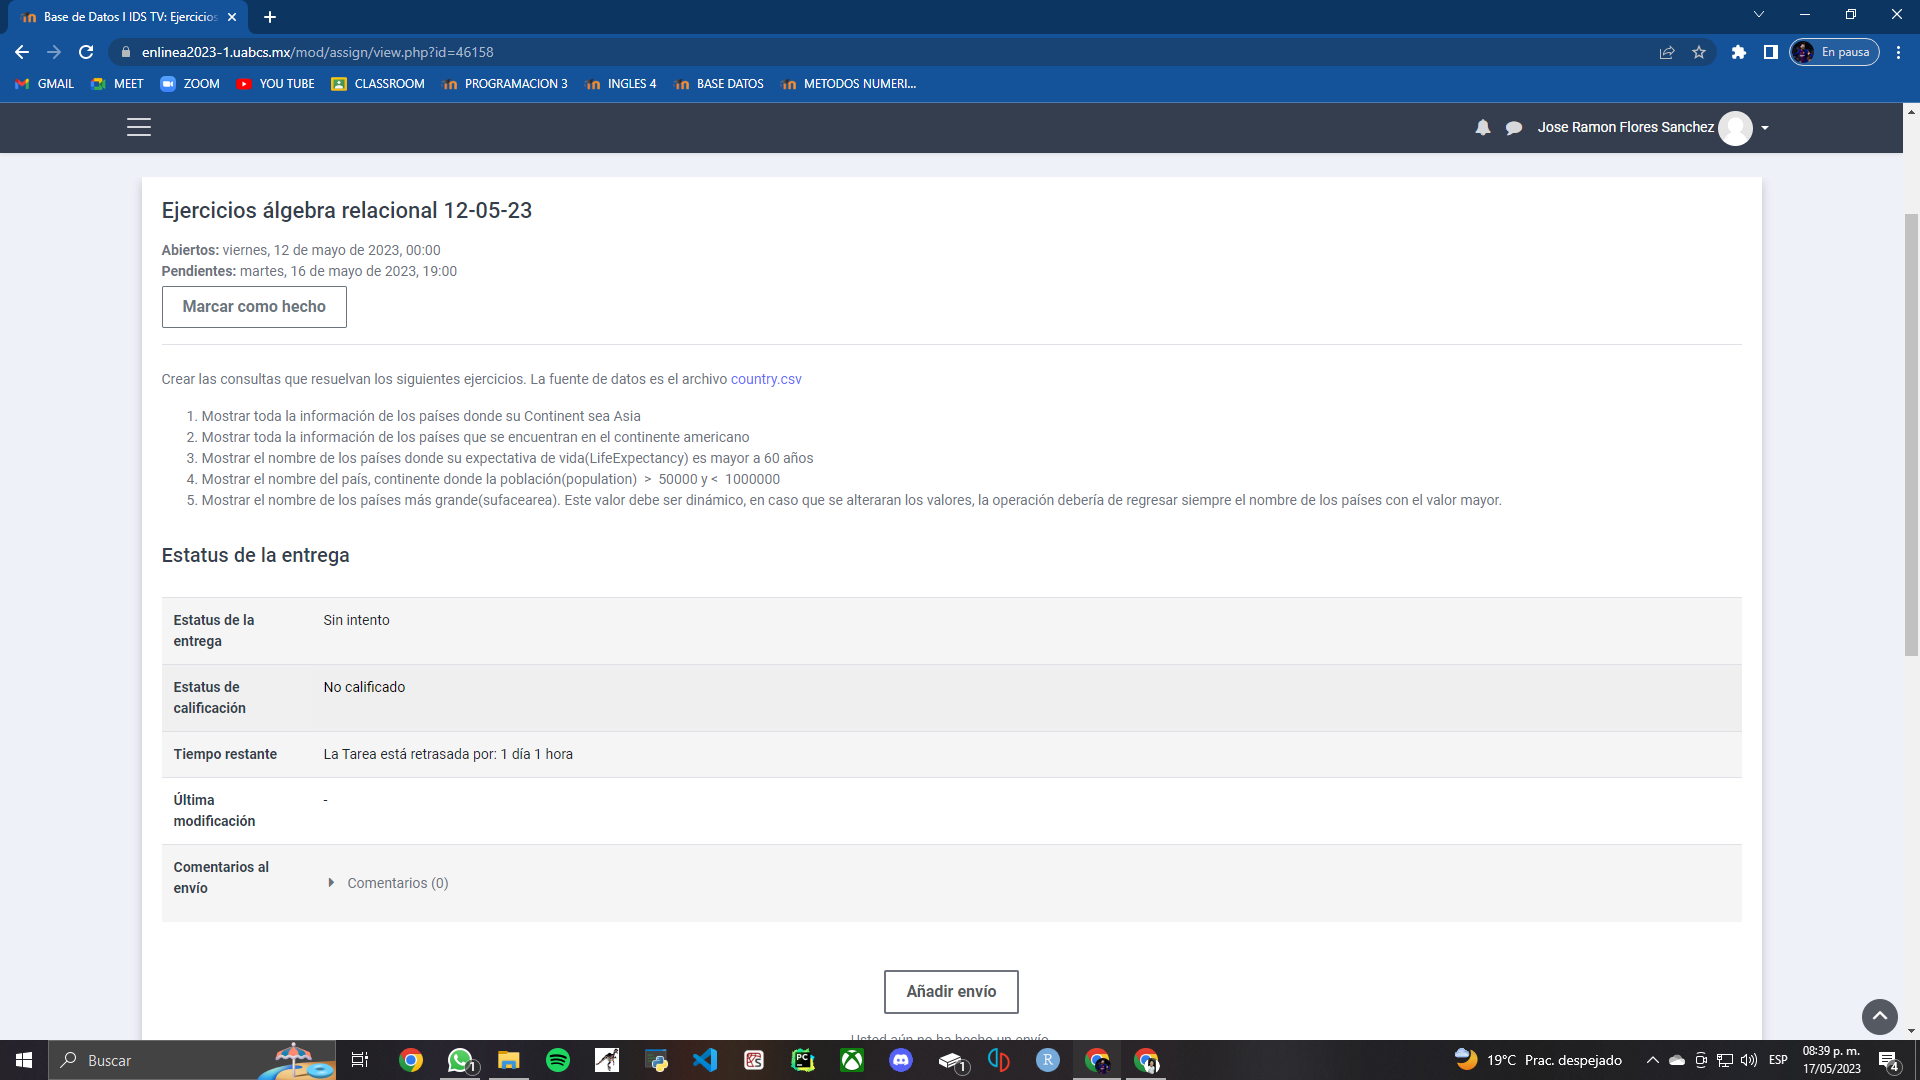 Base de Datos I IDS TV: Ejercicios
enlinea2023-1.uabcs.mx/mod/assign/view.php?id=46158
En pausa
GMAIL
MEET
ZOOM
YOU TUBE
CLASSROOM
PROGRAMACION 3
INGLES 4
BASE DATOS
METODOS NUMERI...
Jose Ramon Flores Sanchez
Ejercicios álgebra relacional 12-05-23
Abiertos: viernes, 12 de mayo de 2023, 00:00
Pendientes: martes, 16 de mayo de 2023, 19:00
Marcar como hecho
Crear las consultas que resuelvan los siguientes ejercicios. La fuente de datos es el archivo country.csv
1. Mostrar toda la información de los países donde su Continent sea Asia
2. Mostrar toda la información de los países que se encuentran en el continente americano
3. Mostrar el nombre de los países donde su expectativa de vida(LifeExpectancy) es mayor a 60 años
4. Mostrar el nombre del país, continente donde la población(population) > 50000 y < 1000000
5. Mostrar el nombre de los países más grande(sufacearea). Este valor debe ser dinámico, en caso que se alteraran los valores, la operación debería de regresar siempre el nombre de los países con el valor mayor.
Estatus de la entrega
Estatus de la
entrega
Sin intento
Estatus de
calificación
No calificado
Tiempo restante
La Tarea está retrasada por: 1 día 1 hora
Última
modificación
-
Comentarios al
envío
Comentarios (0)
Añadir envío
Usted aún no ha hecho un envío
Buscar
1
PC
1
R
19°C Prac. despejado
ESP
08:39 p. m.
17/05/2023
4